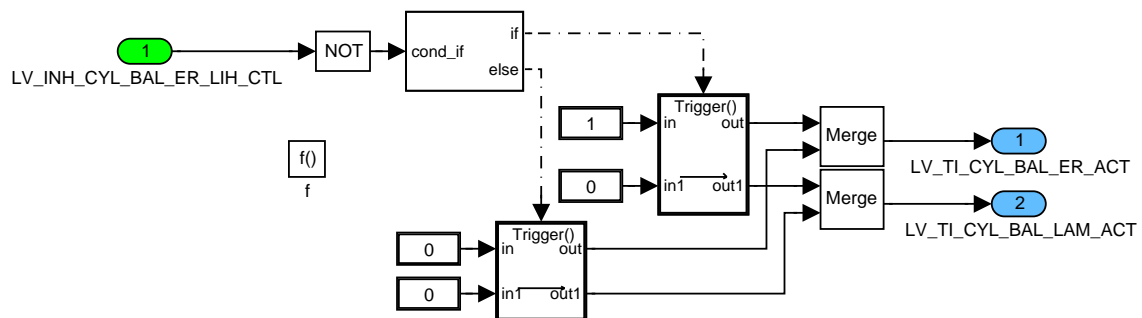 if
1
NOT
cond_if
LV_INH_CYL_BAL_ER_LIH_CTL
else
Trigger()
1
in
out
Merge
1
f()
LV_TI_CYL_BAL_ER_ACT
f
0
in1
out1
Merge
2
LV_TI_CYL_BAL_LAM_ACT
Trigger()
0
in
out
0
in1
out1